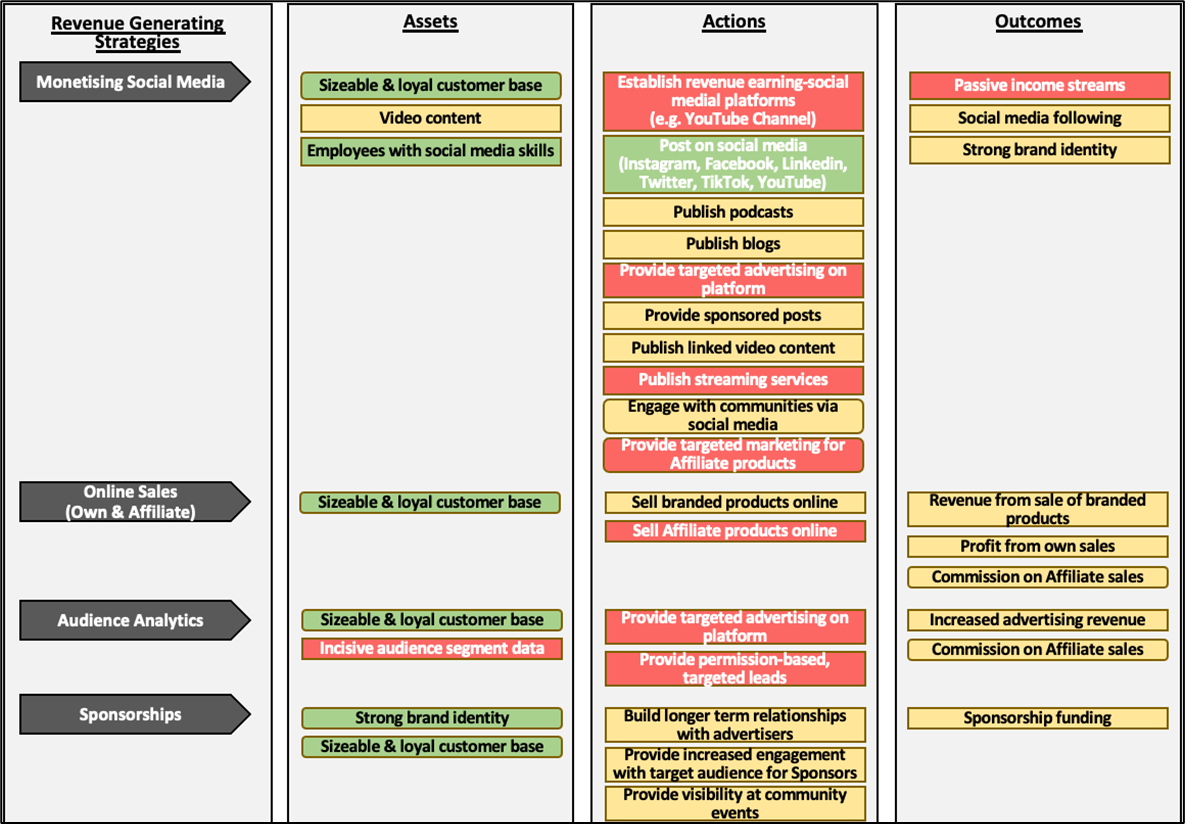 Revenue Generating
Strategies
Assets
Actions
Outcomes
Monetising Social Media
Sizeable & loyal customer base
Video content
Employees with social media skills
Establish revenue earning-social
medial platforms
(e.g. YouTube Channel)
Post on social media
(Instagram, Facebook, Linkedin,
Twitter, TikTok, YouTube)
Publish podcasts
Publish blogs
Provide targeted advertising on
platform
Provide sponsored posts
Publish linked video content
Publish streaming services
Engage with communities via
social media
Provide targeted marketing for
Affiliate products
Passive income streams
Social media following
Strong brand identity
Online Sales
(Own & Affiliate)
Sizeable & loyal customer base
Sell branded products online
Sell Affiliate products online
Revenue from sale of branded
products
Profit from own sales
Commission on Affiliate sales
Audience Analytics
Sizeable & loyal customer base
Incisive audience segment data
Provide targeted advertising on
platform
Provide permission-based,
targeted leads
Increased advertising revenue
Commission on Affiliate sales
Sponsorships
Strong brand identity
Sizeable & loyal customer base
Build longer term relationships
with advertisers
Provide increased engagement
with target audience for Sponsors
Provide visibility at community
events
Sponsorship funding